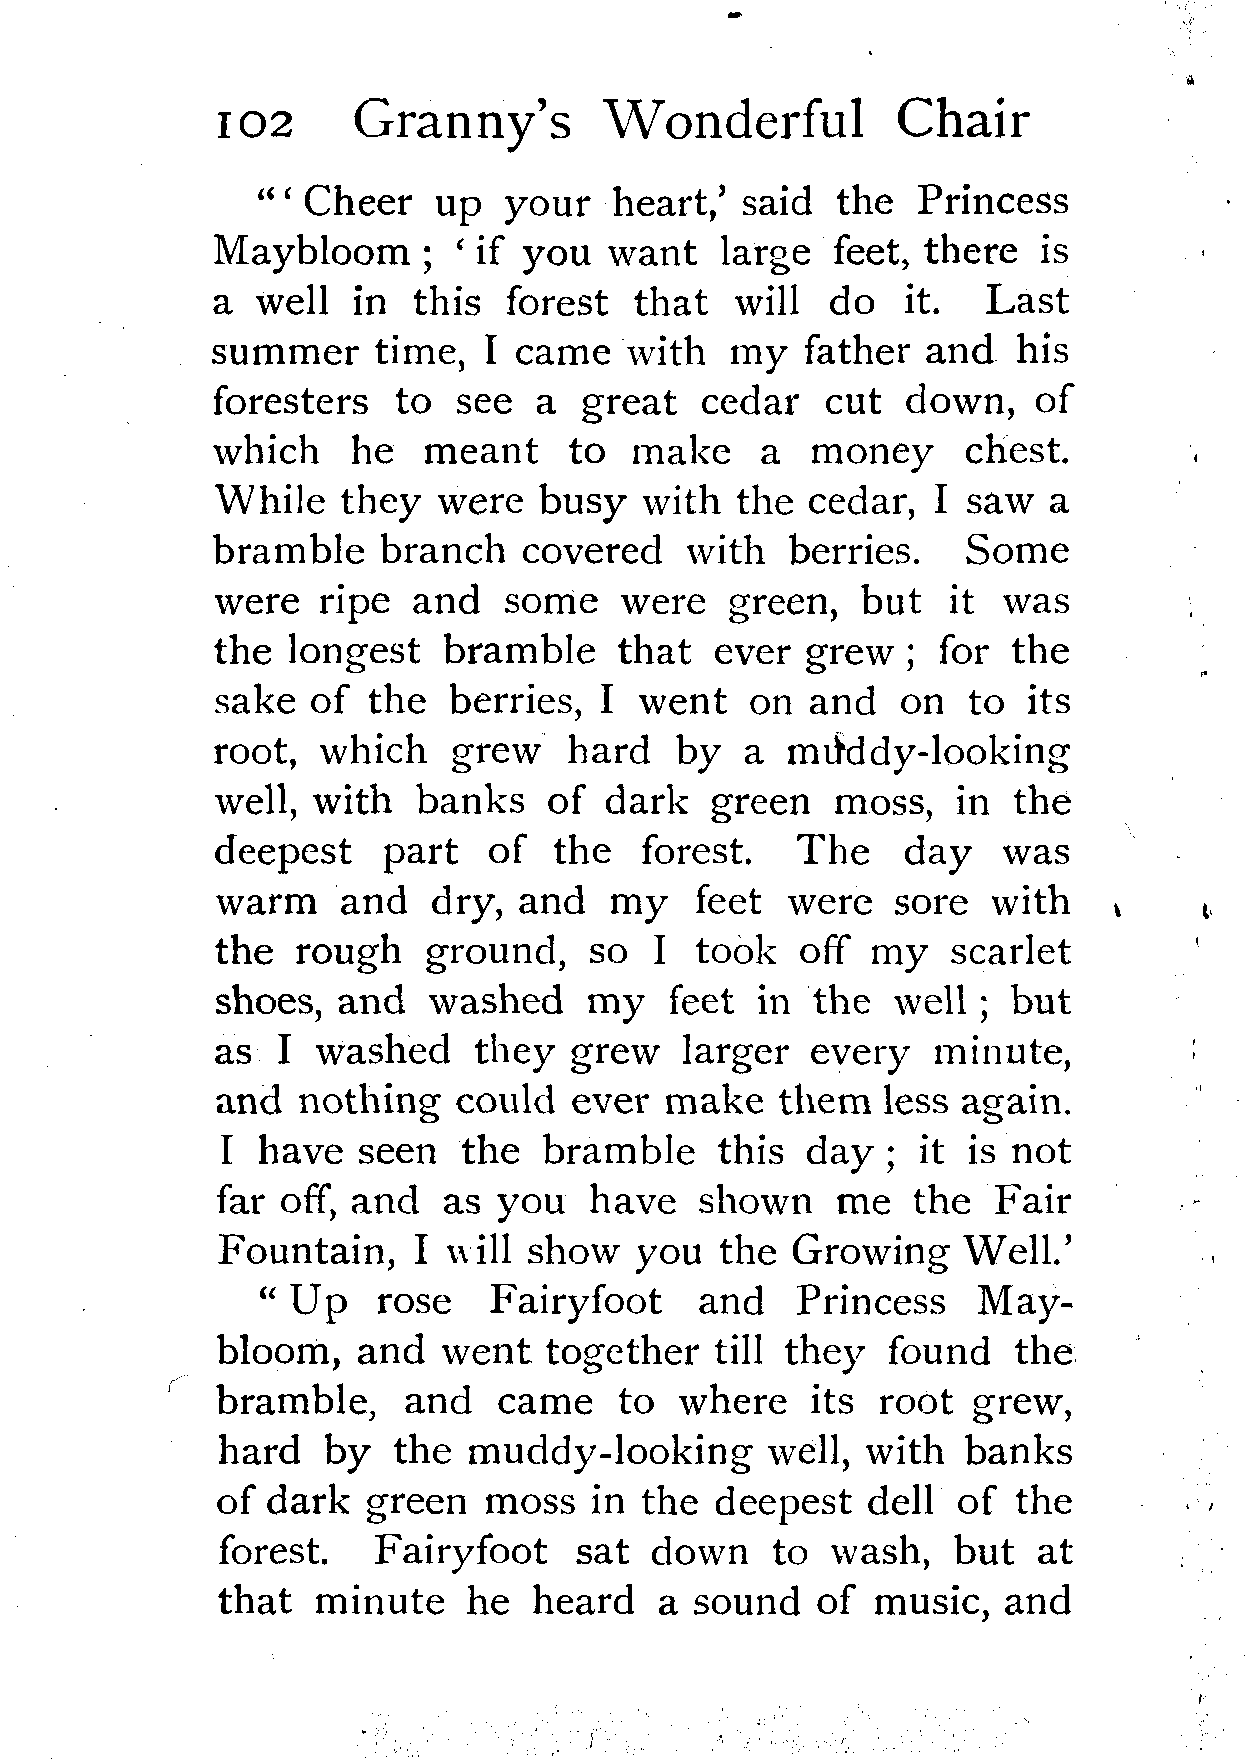 102 Granny's Wonderful Chair
"'Cheer up your heart,' said the Princess
Maybloom; 'if you want large feet, there is
a well in this forest that will do it. Last
summer time, I came with my father and his
foresters to see a great cedar cut down, of
which he meant to make a money chest.
While they were busy with the cedar, I saw a
bramble branch covered with berries. Some
were ripe and some were green, but it was
the longest bramble that ever grew; for the
sake of the berries, I went on and on to its
root, which grew hard by a muddy-looking
well, with banks of dark green moss, in the
deepest part of the forest. The day was
warm and dry, and my feet were sore with
the rough ground, so I took off my scarlet
shoes, and washed my feet in the well; but
as I washed they grew larger every minute,
and nothing could ever make them less again.
I have seen the bramble this day; it is not
far off, and as you have shown me the Fair
Fountain, I will show you the Growing Well.'
"Up rose Fairyfoot and Princess May-
bloom, and went together till they found the
bramble, and came to where its root grew,
hard by the muddy-looking well, with banks
of dark green moss in the deepest dell of the
forest. Fairyfoot sat down to wash, but at
that minute he heard a sound of music, and